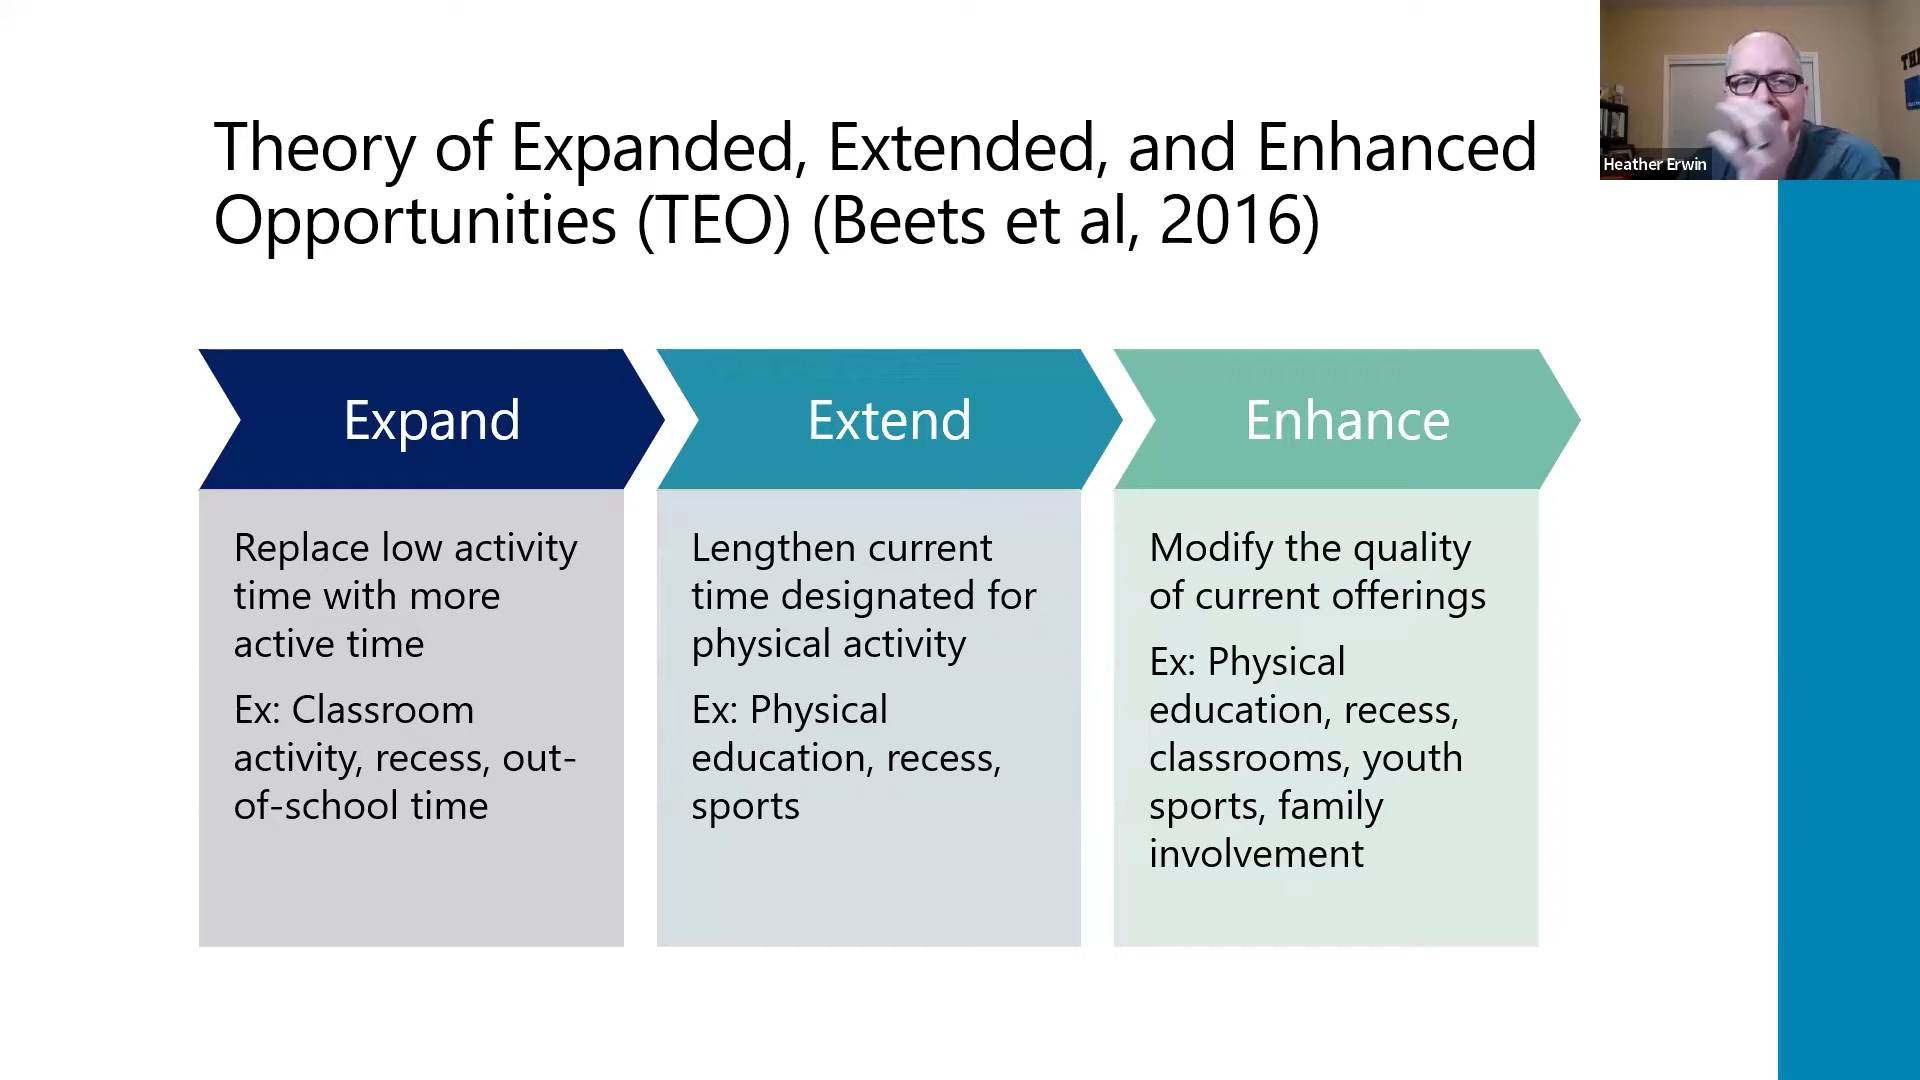 Theory of Expanded, Extended, and Enhanced
Opportunities (TEO) (Beets et al, 2016)
Heather Erwin
Expand
Replace low activity
time with more
active time
Ex: Classroom
activity, recess, out-
of-school time
Extend
Lengthen current
time designated for
physical activity
Ex: Physical
education, recess,
sports
Enhance
Modify the quality
of current offerings
Ex: Physical
education, recess,
classrooms, youth
sports, family
involvement